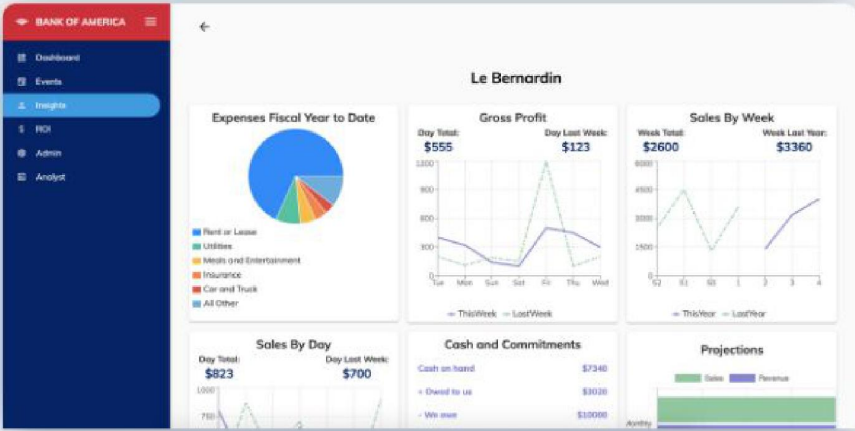 BANK OF AMERICA
Dashboard
Events
Insights
ROI
Admin
Analyst
Le Bernardin
Expenses Fiscal Year to Date
Rent or Lease
Utilities
Meals and Entertainment
Insurance
Car and Truck
All Other
Gross Profit
Day Total: Day Last Week:
$555 $123
1200
900
600
300
0
Tue Mon Sun Sat Fri Thu Wed
ThisWeek LastWeek
Sales By Week
Week Total: Week Last Year:
$2600 $3360
6000
4500
3000
1500
0
52 51 50 1 2 3 4
ThisYear LastYear
Sales By Day
Day Total: Day Last Week:
$823 $700
1000
750
Cash and Commitments
Cash on hand $7340
+ Owed to us $3020
- We owe $10000
Projections
Sales Revenue
Monthly